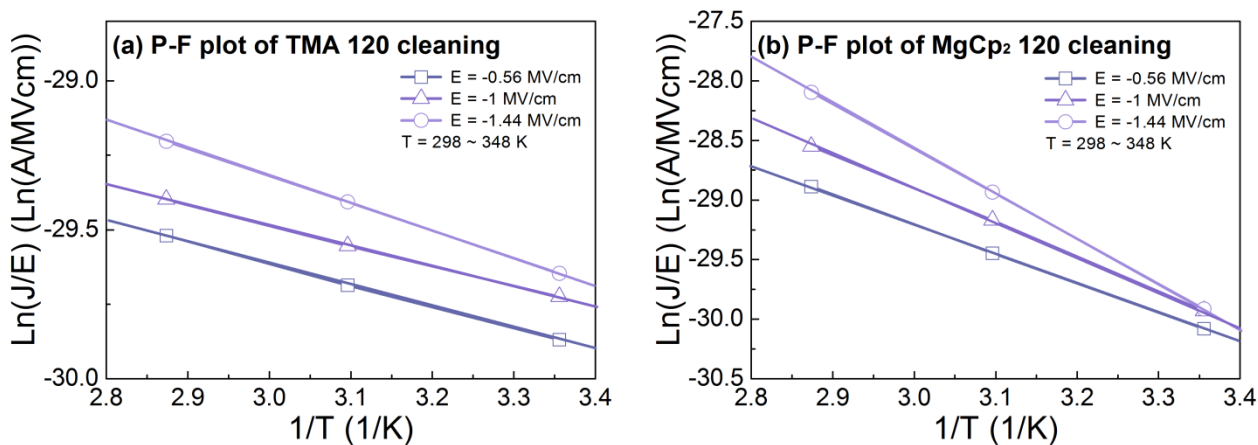 (a) P-F plot of TMA 120 cleaning
E = -0.56 MV/cm
E = -1 MV/cm
E = -1.44 MV/cm
T = 298 ~ 348 K
Ln(J/E) (Ln(A/MVcm))
-29.0
-29.5
-30.0
2.8 2.9 3.0 3.1 3.2 3.3 3.4
1/T (1/K)
(b) P-F plot of MgCp₂ 120 cleaning
E = -0.56 MV/cm
E = -1 MV/cm
E = -1.44 MV/cm
T = 298 ~ 348 K
Ln(J/E) (Ln(A/MVcm))
-27.5
-28.0
-28.5
-29.0
-29.5
-30.0
-30.5
2.8 2.9 3.0 3.1 3.2 3.3 3.4
1/T (1/K)